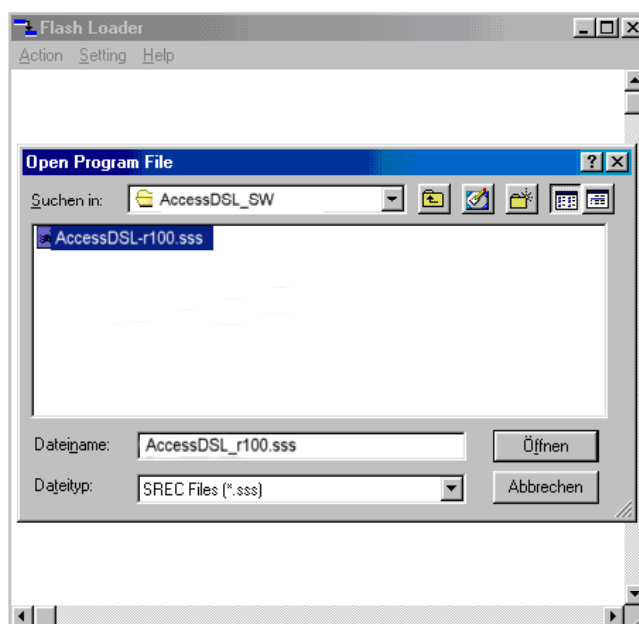 Flash Loader
Action Setting Help
Open Program File
Suchen in: AccessDSL_SW
AccessDSL-r100.sss
Dateiname: AccessDSL_r100.sss Öffnen
Dateityp: SREC Files (*.sss) Abbrechen